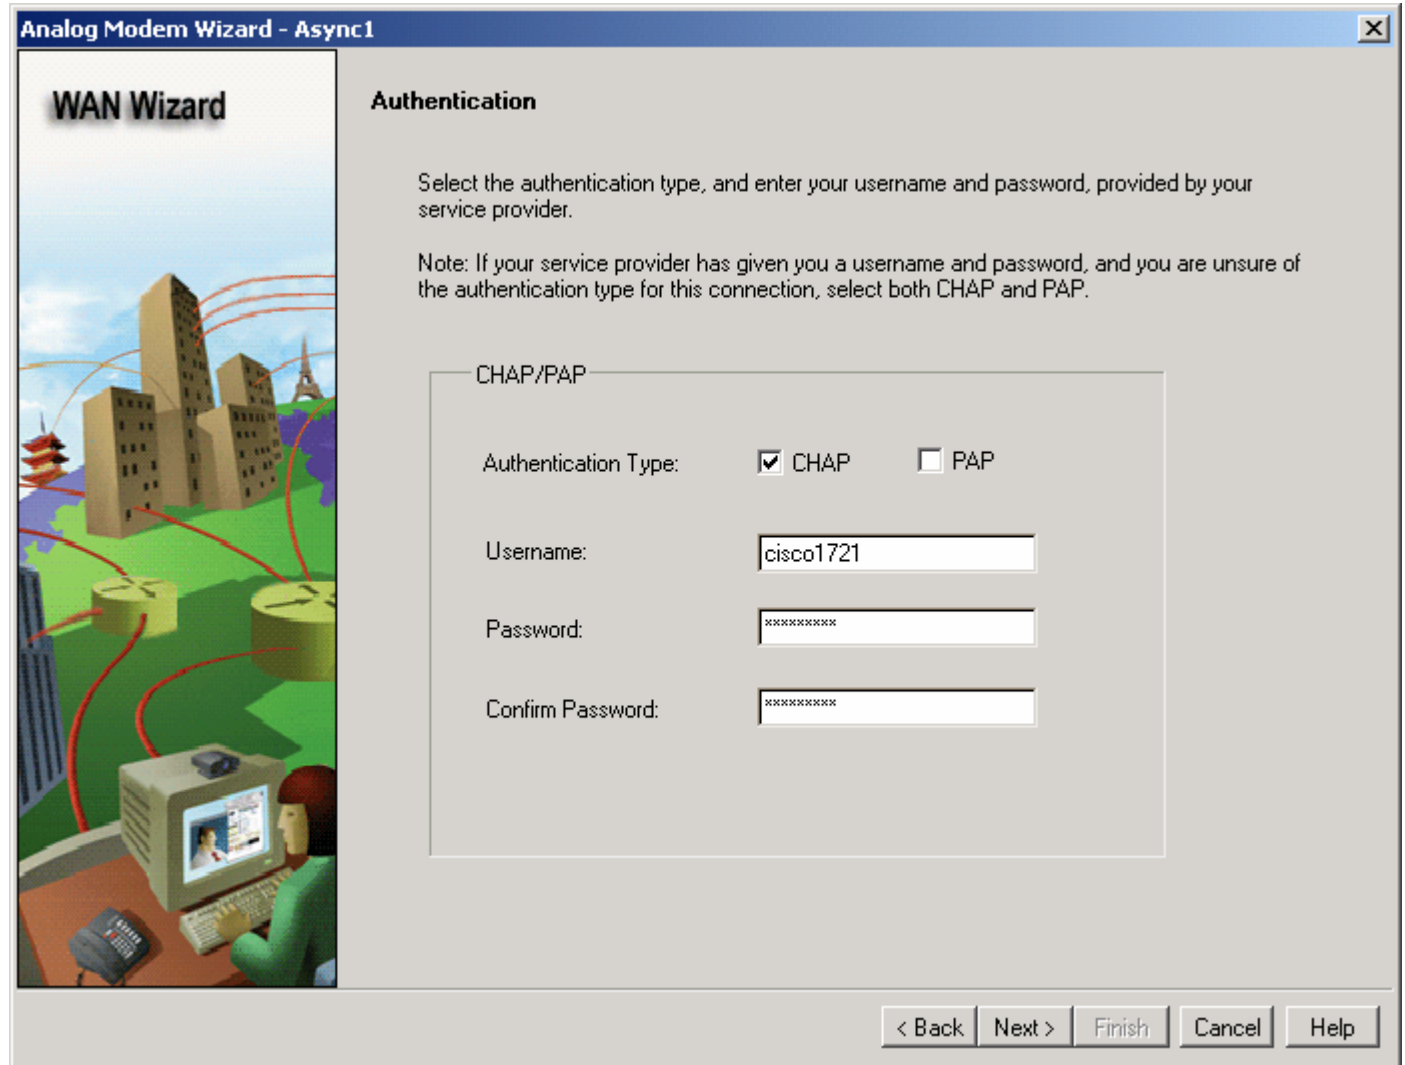 Analog Modem Wizard - Async1
WAN Wizard
Authentication
Select the authentication type, and enter your username and password, provided by your
service provider.
Note: If your service provider has given you a username and password, and you are unsure of
the authentication type for this connection, select both CHAP and PAP.
CHAP/PAP
Authentication Type: CHAP PAP
Username: cisco1721
Password: *********
Confirm Password: *********
< Back Next > Finish Cancel Help